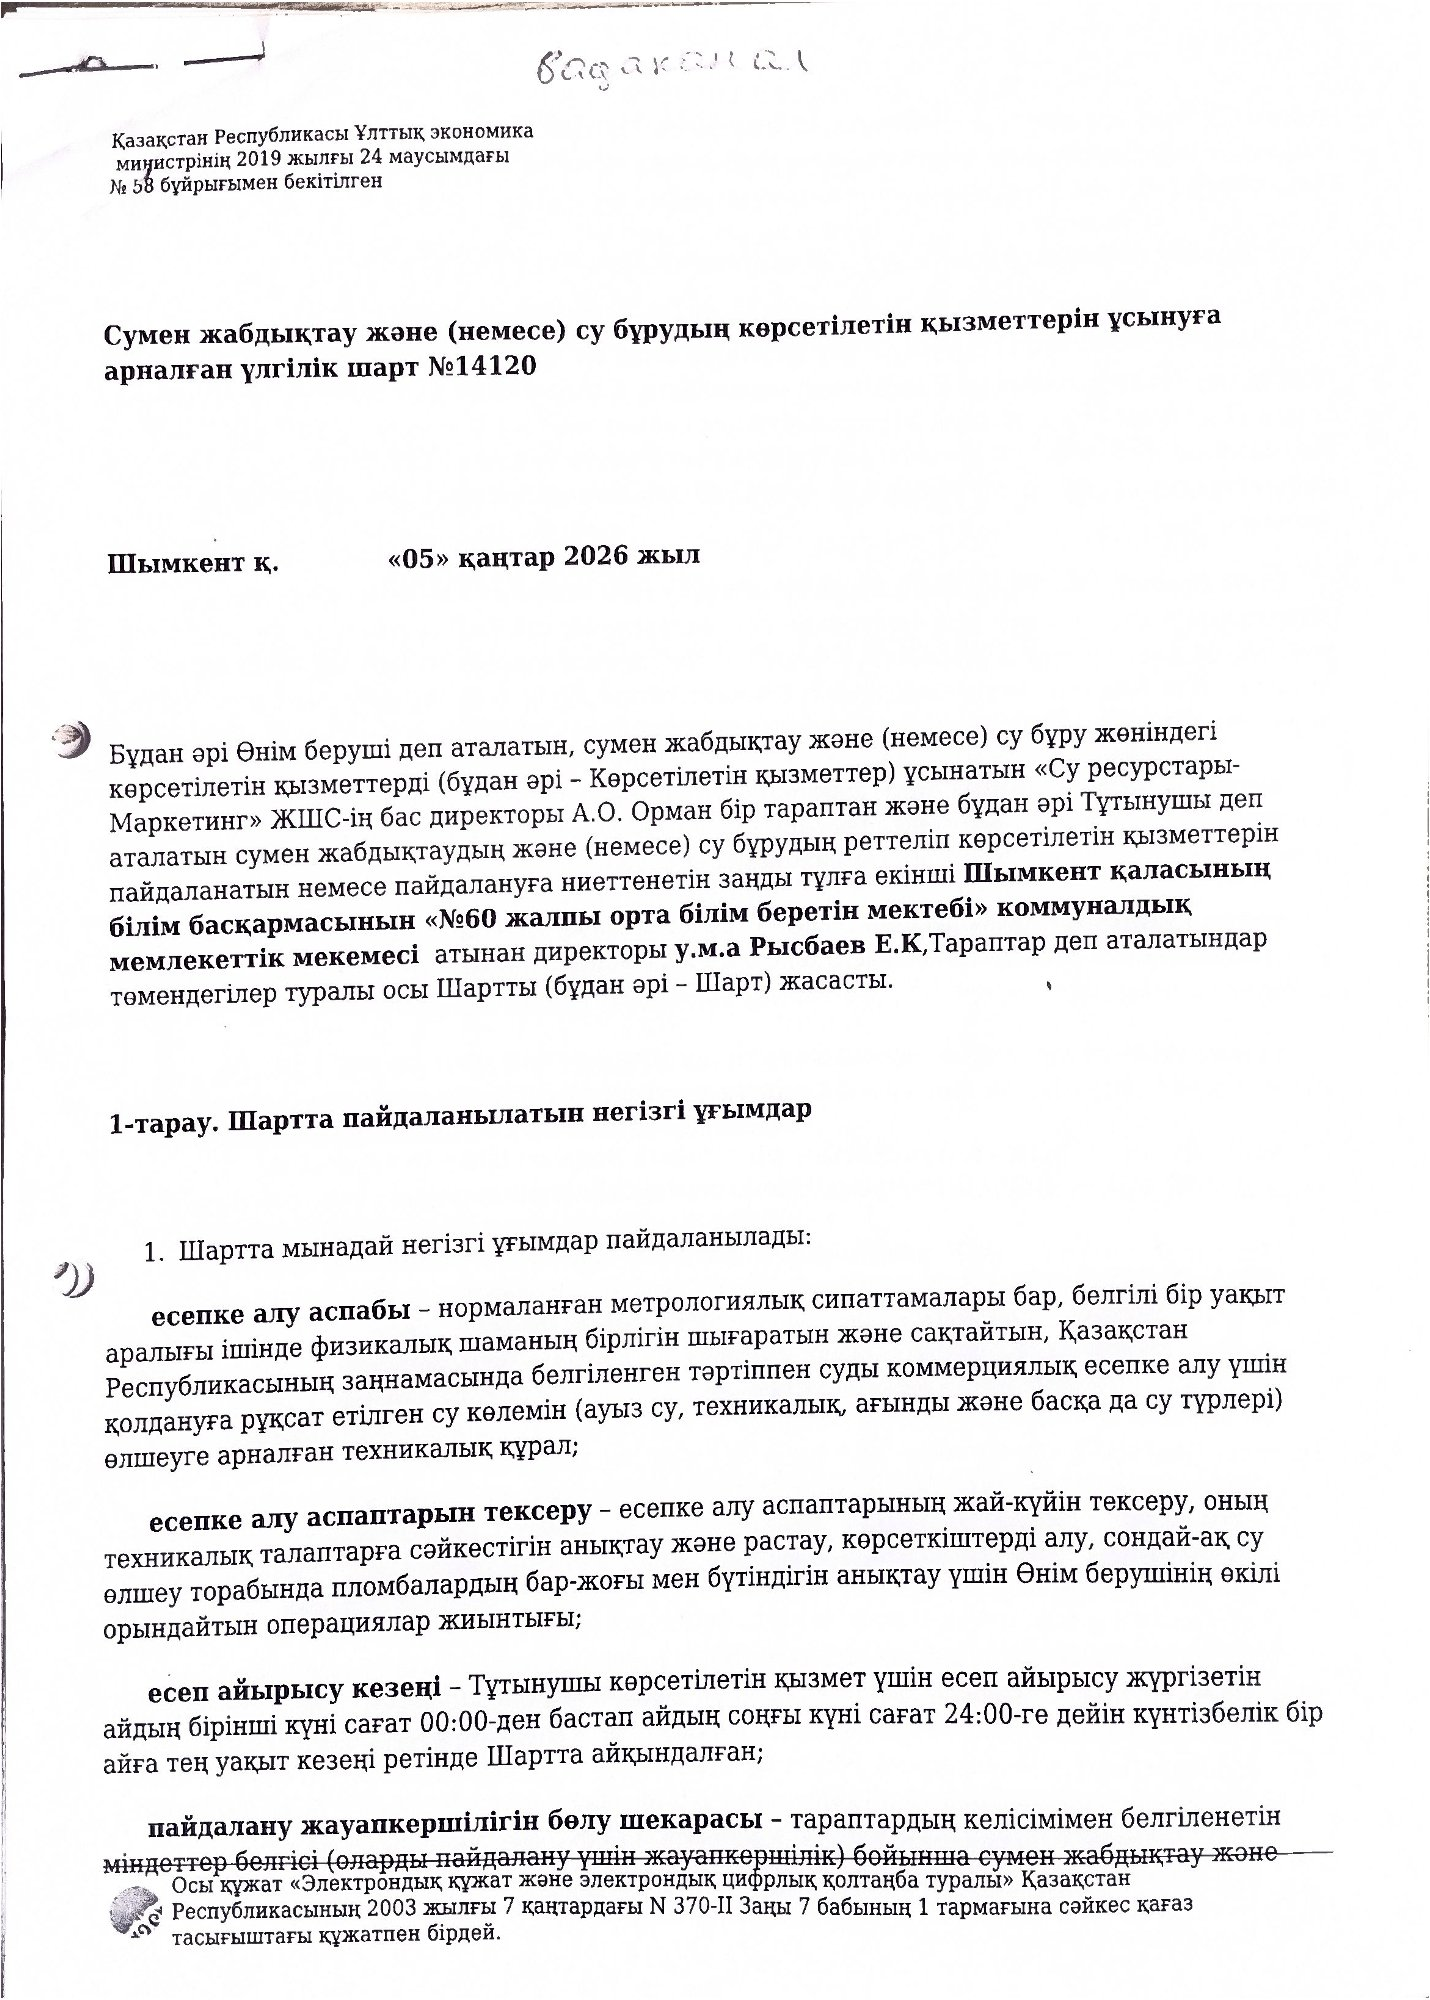 вадаканал
Қазақстан Республикасы Ұлттық экономика
министрінің 2019 жылғы 24 маусымдағы
№ 58 бұйрығымен бекітілген
Сумен жабдықтау және (немесе) су бұрудың көрсетілетін қызметтерін ұсынуға
арналған үлгілік шарт №14120
Шымкент қ. «05» қаңтар 2026 жыл
Бұдан әрі Өнім беруші деп аталатын, сумен жабдықтау және (немесе) су бұру жөніндегі
көрсетілетін қызметтерді (бұдан әрі – Көрсетілетін қызметтер) ұсынатын «Су ресурстары-
Маркетинг» ЖШС-ің бас директоры А.О. Орман бір тараптан және бұдан әрі Тұтынушы деп
аталатын сумен жабдықтаудың және (немесе) су бұрудың реттеліп көрсетілетін қызметтерін
пайдаланатын немесе пайдалануға ниеттенетін заңды тұлға екінші Шымкент қаласының
білім басқармасынын «№60 жалпы орта білім беретін мектебі» коммуналдық
мемлекеттік мекемесі атынан директоры у.м.а Рысбаев Е.К,Тараптар деп аталатындар
төмендегілер туралы осы Шартты (бұдан әрі – Шарт) жасасты.
1-тарау. Шартта пайдаланылатын негізгі ұғымдар
1. Шартта мынадай негізгі ұғымдар пайдаланылады:
есепке алу аспабы – нормаланған метрологиялық сипаттамалары бар, белгілі бір уақыт
аралығы ішінде физикалық шаманың бірлігін шығаратын және сақтайтын, Қазақстан
Республикасының заңнамасында белгіленген тәртіппен суды коммерциялық есепке алу үшін
қолдануға рұқсат етілген су көлемін (ауыз су, техникалық, ағынды және басқа да су түрлері)
өлшеуге арналған техникалық құрал;
есепке алу аспаптарын тексеру – есепке алу аспаптарының жай-күйін тексеру, оның
техникалық талаптарға сәйкестігін анықтау және растау, көрсеткіштерді алу, сондай-ақ су
өлшеу торабында пломбалардың бар-жоғы мен бүтіндігін анықтау үшін Өнім берушінің өкілі
орындайтын операциялар жиынтығы;
есеп айырысу кезеңі – Тұтынушы көрсетілетін қызмет үшін есеп айырысу жүргізетін
айдың бірінші күні сағат 00:00-ден бастап айдың соңғы күні сағат 24:00-ге дейін күнтізбелік бір
айға тең уақыт кезеңі ретінде Шартта айқындалған;
пайдалану жауапкершілігін бөлу шекарасы – тараптардың келісімімен белгіленетін
міндеттер белгісі (оларды пайдалану үшін жауапкершілік) бойынша сумен жабдықтау және
Осы құжат «Электрондық құжат және электрондық цифрлық қолтаңба туралы» Қазақстан
Республикасының 2003 жылғы 7 қаңтардағы N 370-II Заңы 7 бабының 1 тармағына сәйкес қағаз
тасығыштағы құжатпен бірдей.